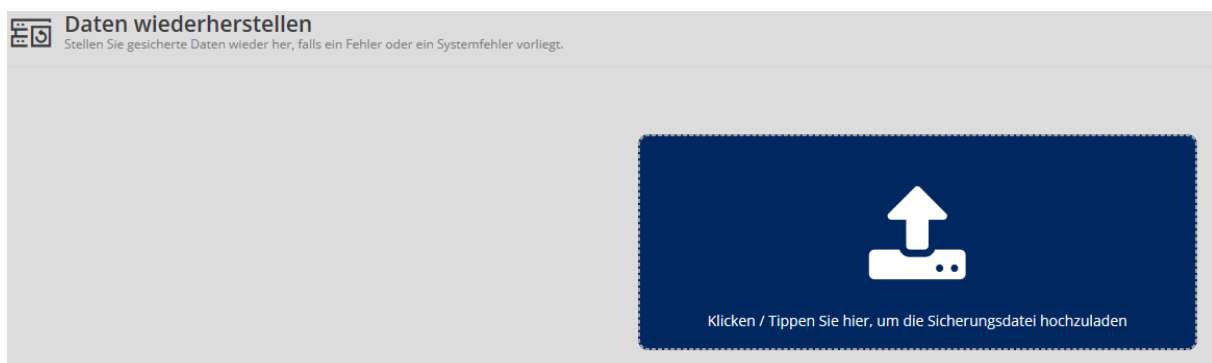 Daten wiederherstellen
Stellen Sie gesicherte Daten wieder her, falls ein Fehler oder ein Systemfehler vorliegt.
Klicken / Tippen Sie hier, um die Sicherungsdatei hochzuladen